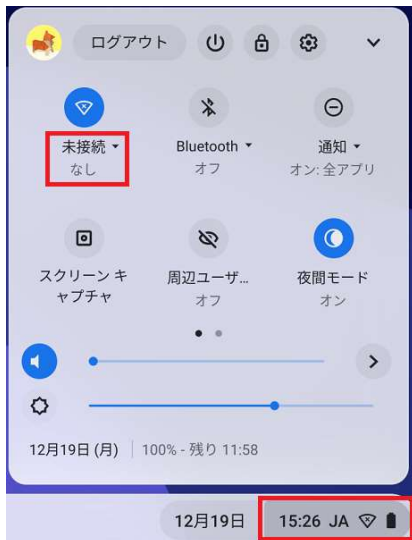 ログアウト
未接続
なし
Bluetooth
オフ
通知
オン: 全アプリ
スクリーン キ
ャプチャ
周辺ユーザ...
オフ
夜間モード
オン
12月19日 (月)
100% - 残り 11:58
12月19日
15:26 JA